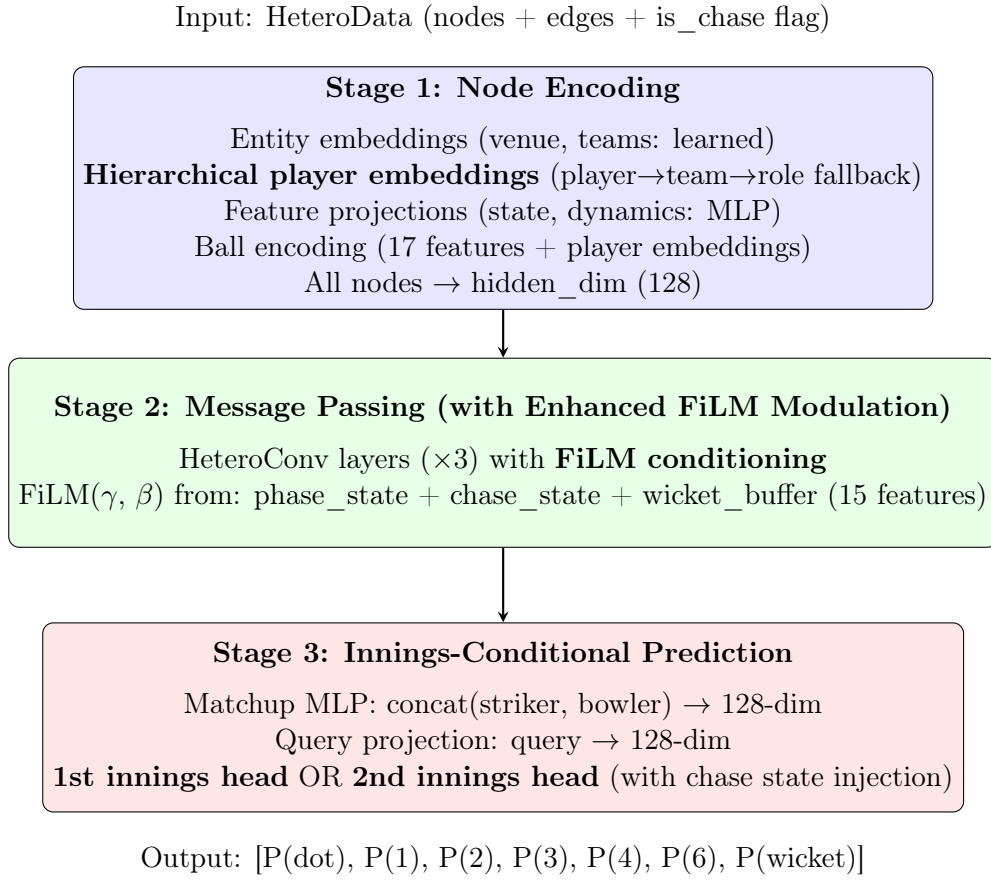 Input: HeteroData (nodes + edges + is_chase flag)
Stage 1: Node Encoding
Entity embeddings (venue, teams: learned)
Hierarchical player embeddings (player→team→role fallback)
Feature projections (state, dynamics: MLP)
Ball encoding (17 features + player embeddings)
All nodes → hidden_dim (128)
Stage 2: Message Passing (with Enhanced FiLM Modulation)
HeteroConv layers (×3) with FiLM conditioning
FiLM(γ, β) from: phase_state + chase_state + wicket_buffer (15 features)
Stage 3: Innings-Conditional Prediction
Matchup MLP: concat(striker, bowler) → 128-dim
Query projection: query → 128-dim
1st innings head OR 2nd innings head (with chase state injection)
Output: [P(dot), P(1), P(2), P(3), P(4), P(6), P(wicket)]